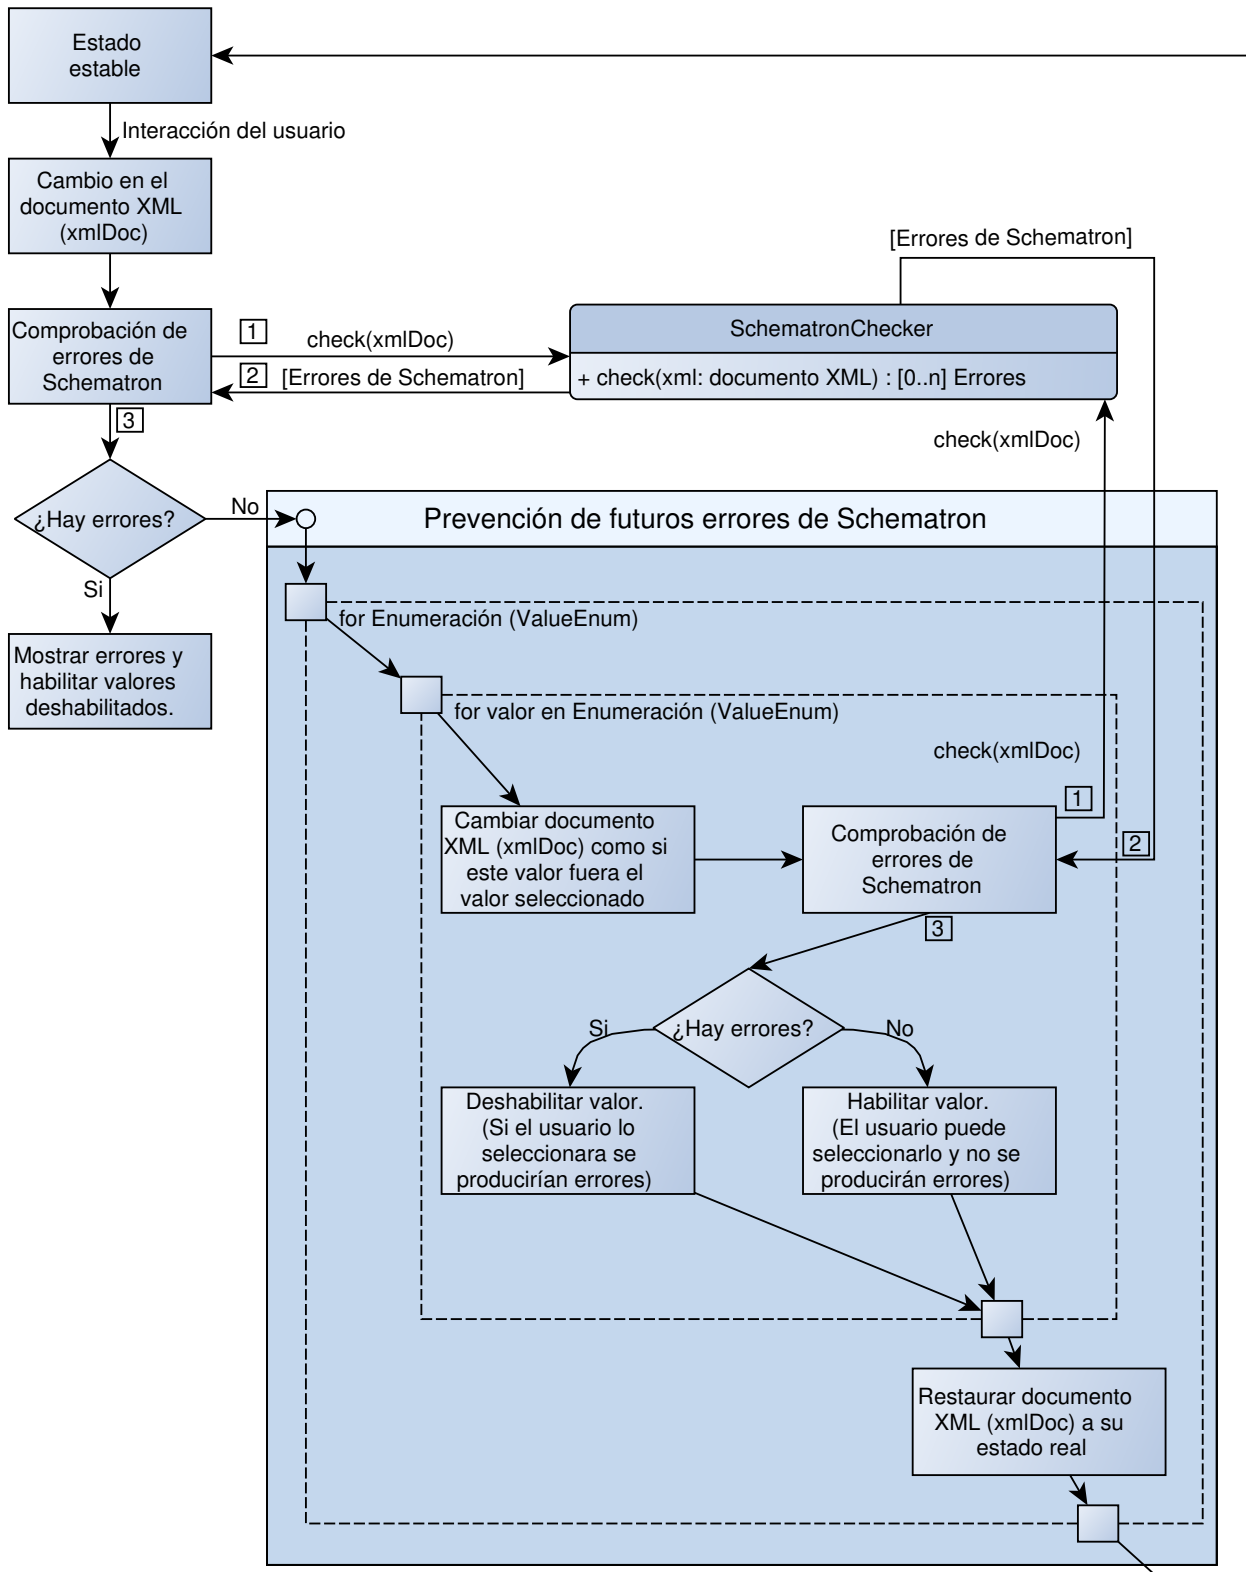 Estado
estable
Interacción del usuario
Cambio en el
documento XML
(xmlDoc)
[Errores de Schematron]
Comprobación de
errores de
Schematron
1
check(xmlDoc)
2
[Errores de Schematron]
3
SchematronChecker
+ check(xml: documento XML) : [0..n] Errores
check(xmlDoc)
¿Hay errores?
No
Si
Mostrar errores y
habilitar valores
deshabilitados.
Prevención de futuros errores de Schematron
for Enumeración (ValueEnum)
for valor en Enumeración (ValueEnum)
check(xmlDoc)
1
Cambiar documento
XML (xmlDoc) como si
este valor fuera el
valor seleccionado
Comprobación de
errores de
Schematron
2
3
¿Hay errores?
Si
No
Deshabilitar valor.
(Si el usuario lo
seleccionara se
producirían errores)
Habilitar valor.
(El usuario puede
seleccionarlo y no se
producirán errores)
Restaurar documento
XML (xmlDoc) a su
estado real